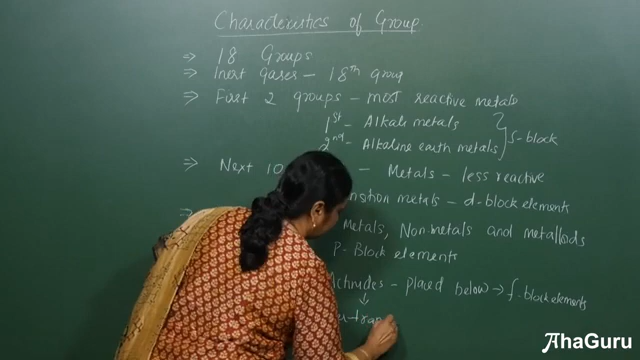 Characteristics of Group
⇒ 18 Groups
⇒ Inert gases – 18th group
⇒ First 2 groups – most reactive metals
1st – Alkali metals
2nd – Alkaline earth metals } S-block
⇒ Next 10 – Metals – less reactive
metals – d-block elements
Metals, Non-metals and metalloids
P-Block elements
placed below → f-block elements
AhaGuru